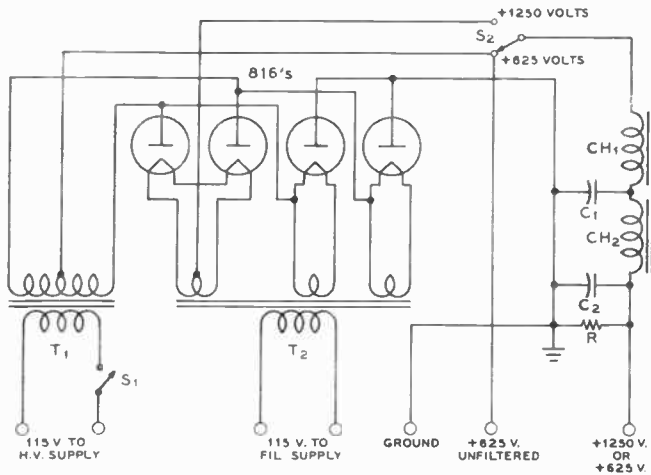 +1250 VOLTS
S2
+625 VOLTS
816's
CH1
C1
CH2
C2
R
T1
S1
T2
115 V. TO
H.V. SUPPLY
115 V. TO
FIL SUPPLY
GROUND
+625 V.
UNFILTERED
+1250 V.
OR
+625 V.